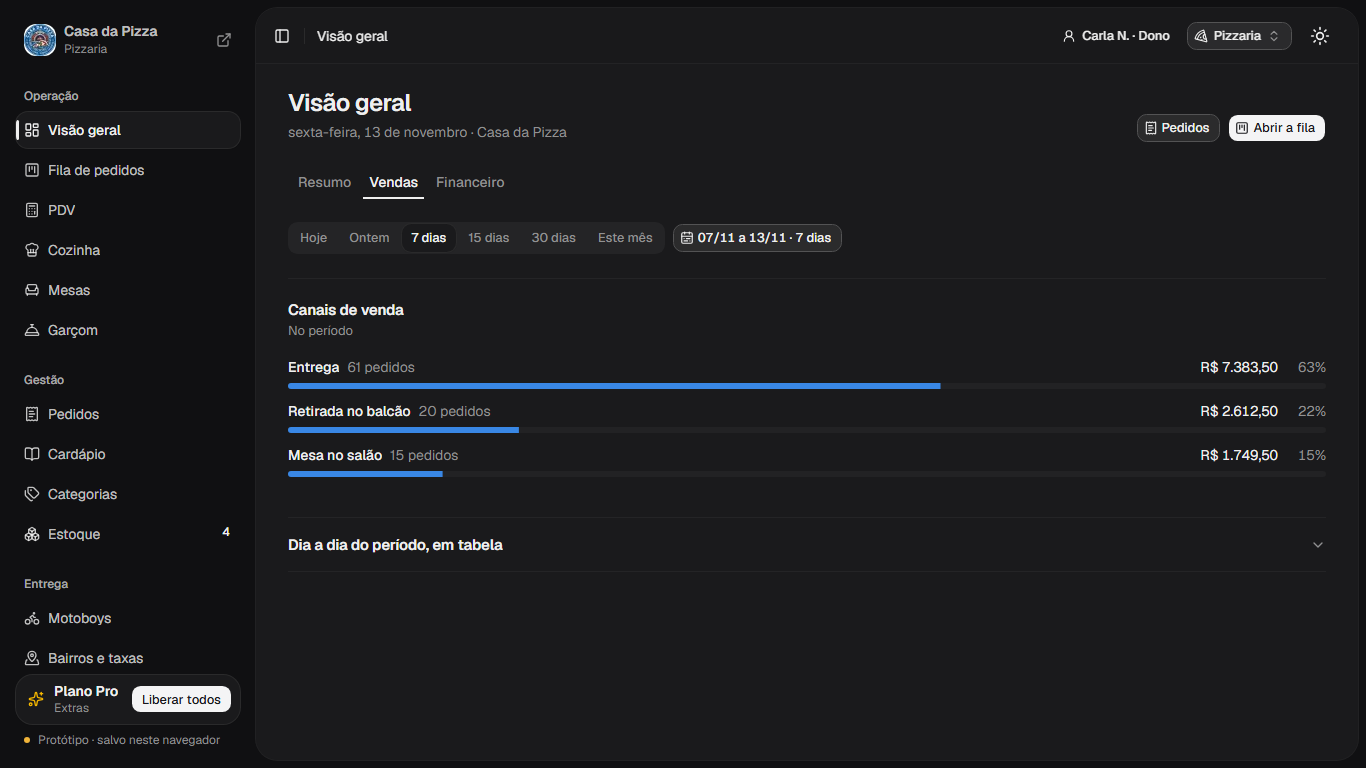 Casa da Pizza
Pizzaria
Operação
Visão geral
Fila de pedidos
PDV
Cozinha
Mesas
Garçom
Gestão
Pedidos
Cardápio
Categorias
Estoque 4
Entrega
Motoboys
Bairros e taxas
Plano Pro
Extras
Liberar todos
Protótipo · salvo neste navegador
Visão geral
Carla N. · Dono
Pizzaria
Visão geral
sexta-feira, 13 de novembro · Casa da Pizza
Pedidos
Abrir a fila
Resumo Vendas Financeiro
Hoje Ontem 7 dias 15 dias 30 dias Este mês 07/11 a 13/11 · 7 dias
Canais de venda
No período
Entrega 61 pedidos R$ 7.383,50 63%
Retirada no balcão 20 pedidos R$ 2.612,50 22%
Mesa no salão 15 pedidos R$ 1.749,50 15%
Dia a dia do período, em tabela